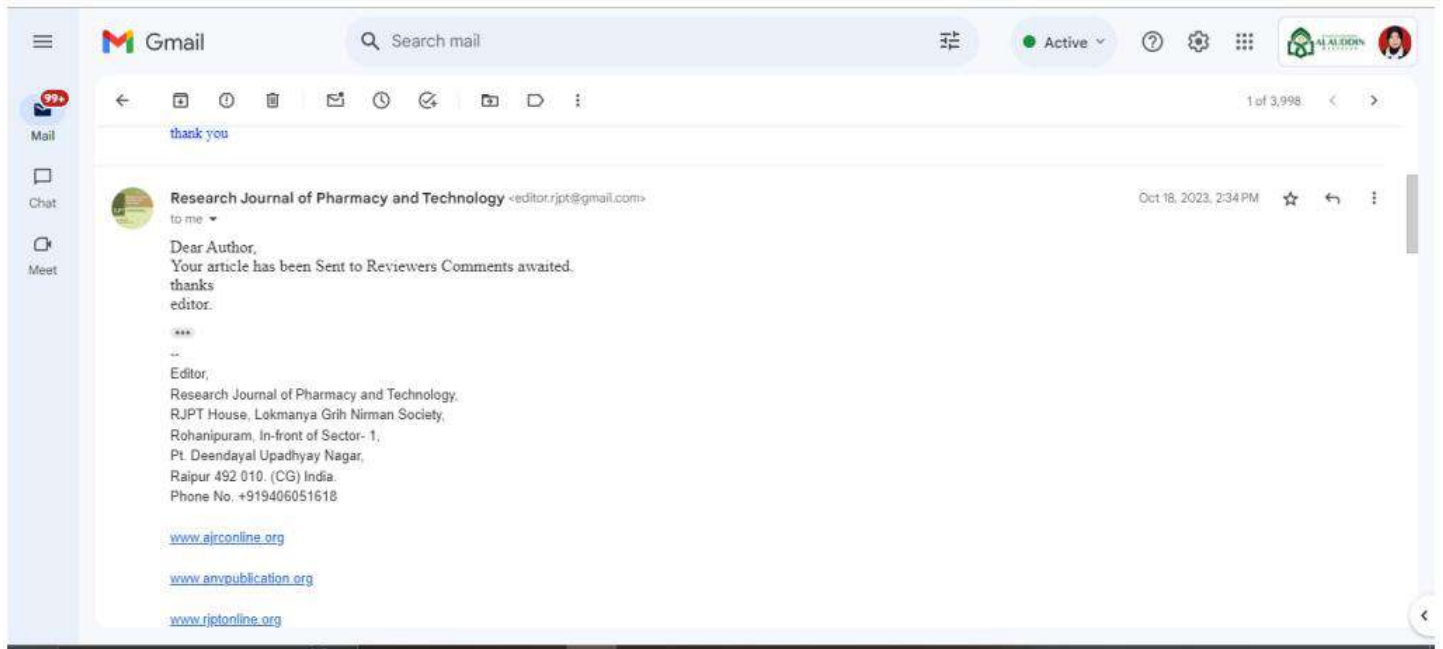 Gmail
Search mail
Active
ALAUDDIN
99+
Mail
1 of 3,998
thank you
Chat
Research Journal of Pharmacy and Technology <editor.rjpt@gmail.com>
Oct 18, 2023, 2:34 PM
to me
Meet
Dear Author,
Your article has been Sent to Reviewers Comments awaited.
thanks
editor.
--
Editor,
Research Journal of Pharmacy and Technology,
RJPT House, Lokmanya Grih Nirman Society,
Rohanipuram, In-front of Sector- 1,
Pt. Deendayal Upadhyay Nagar,
Raipur 492 010. (CG) India.
Phone No. +919406051618
www.ajrconline.org
www.anvpublication.org
www.rjptonline.org